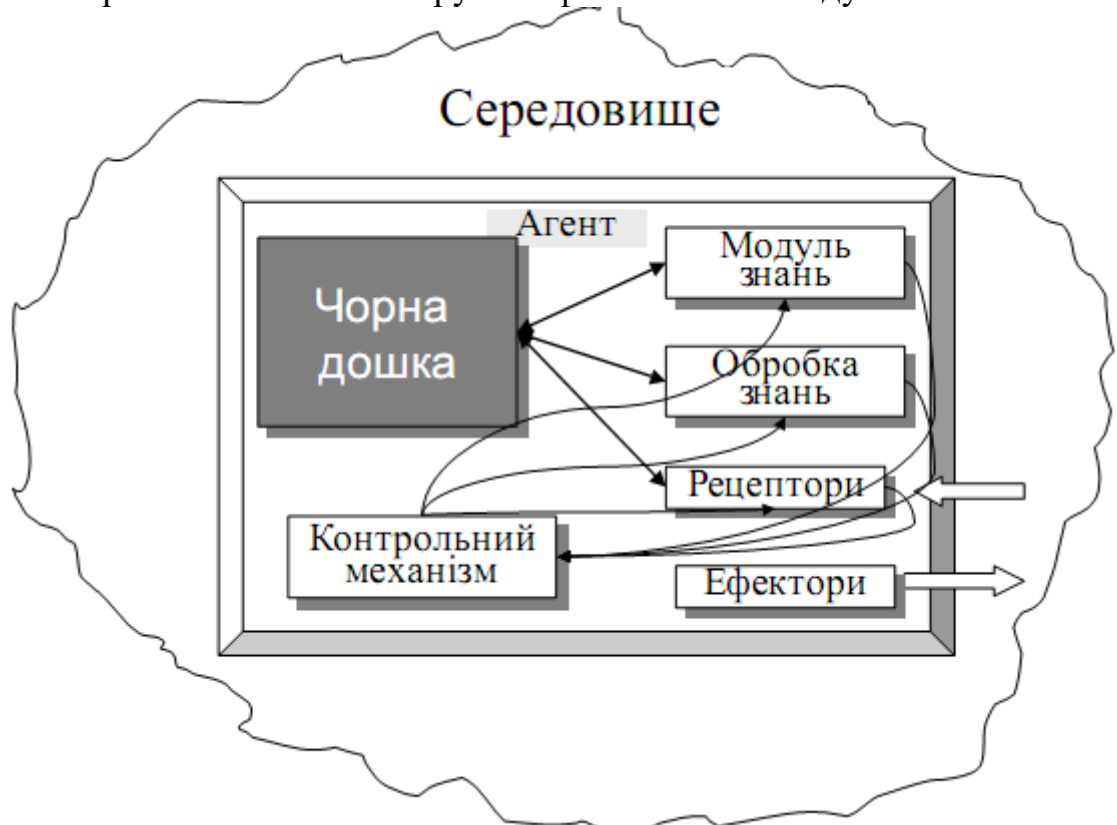 Середовище
Агент
Чорна
дошка
Модуль
знань
Обробка
знань
Рецептори
Контрольний
механізм
Ефектори